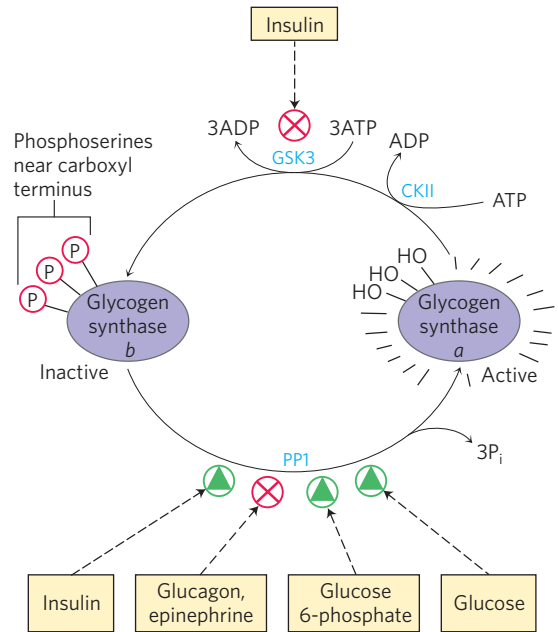 Insulin
3ADP
3ATP
GSK3
ADP
CKII
ATP
Phosphoserines
near carboxyl
terminus
P
P
P
Glycogen
synthase
b
Inactive
HO
HO
HO
Glycogen
synthase
a
Active
PP1
3Pi
Insulin
Glucagon,
epinephrine
Glucose
6-phosphate
Glucose